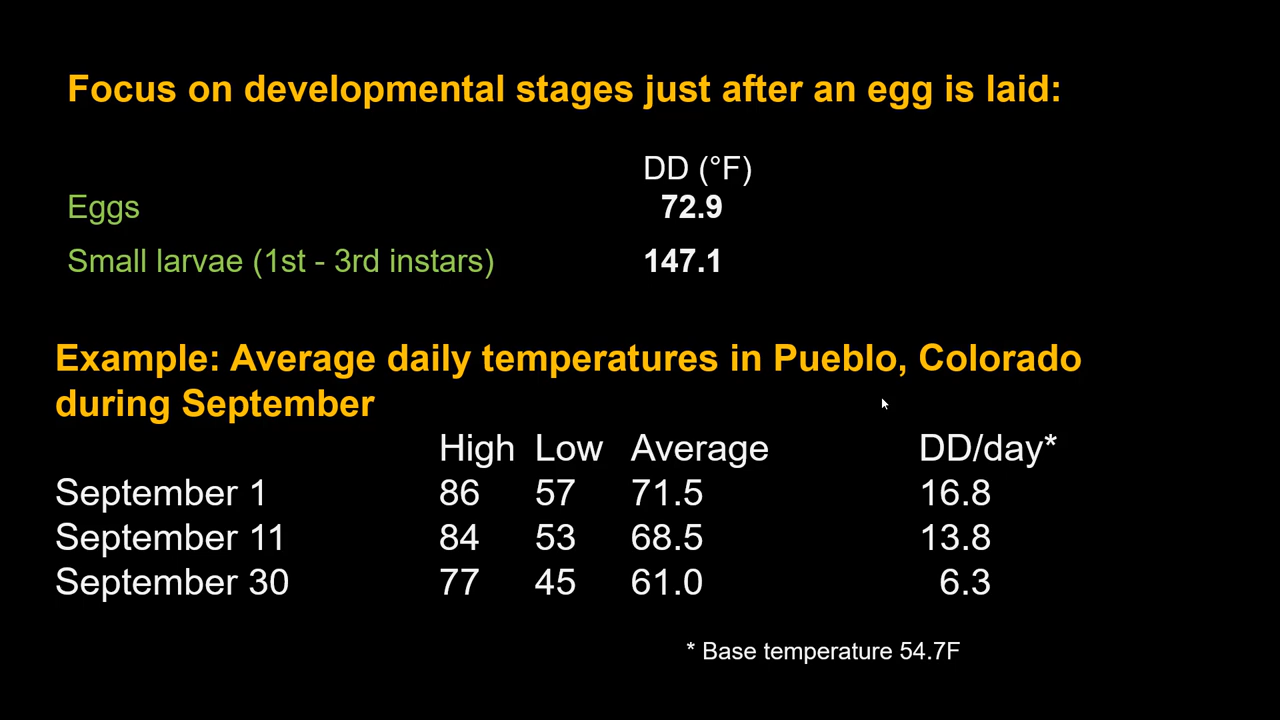 Focus on developmental stages just after an egg is laid:
DD (°F)
Eggs 72.9
Small larvae (1st - 3rd instars) 147.1
Example: Average daily temperatures in Pueblo, Colorado
during September
High Low Average DD/day*
September 1 86 57 71.5 16.8
September 11 84 53 68.5 13.8
September 30 77 45 61.0 6.3
* Base temperature 54.7F